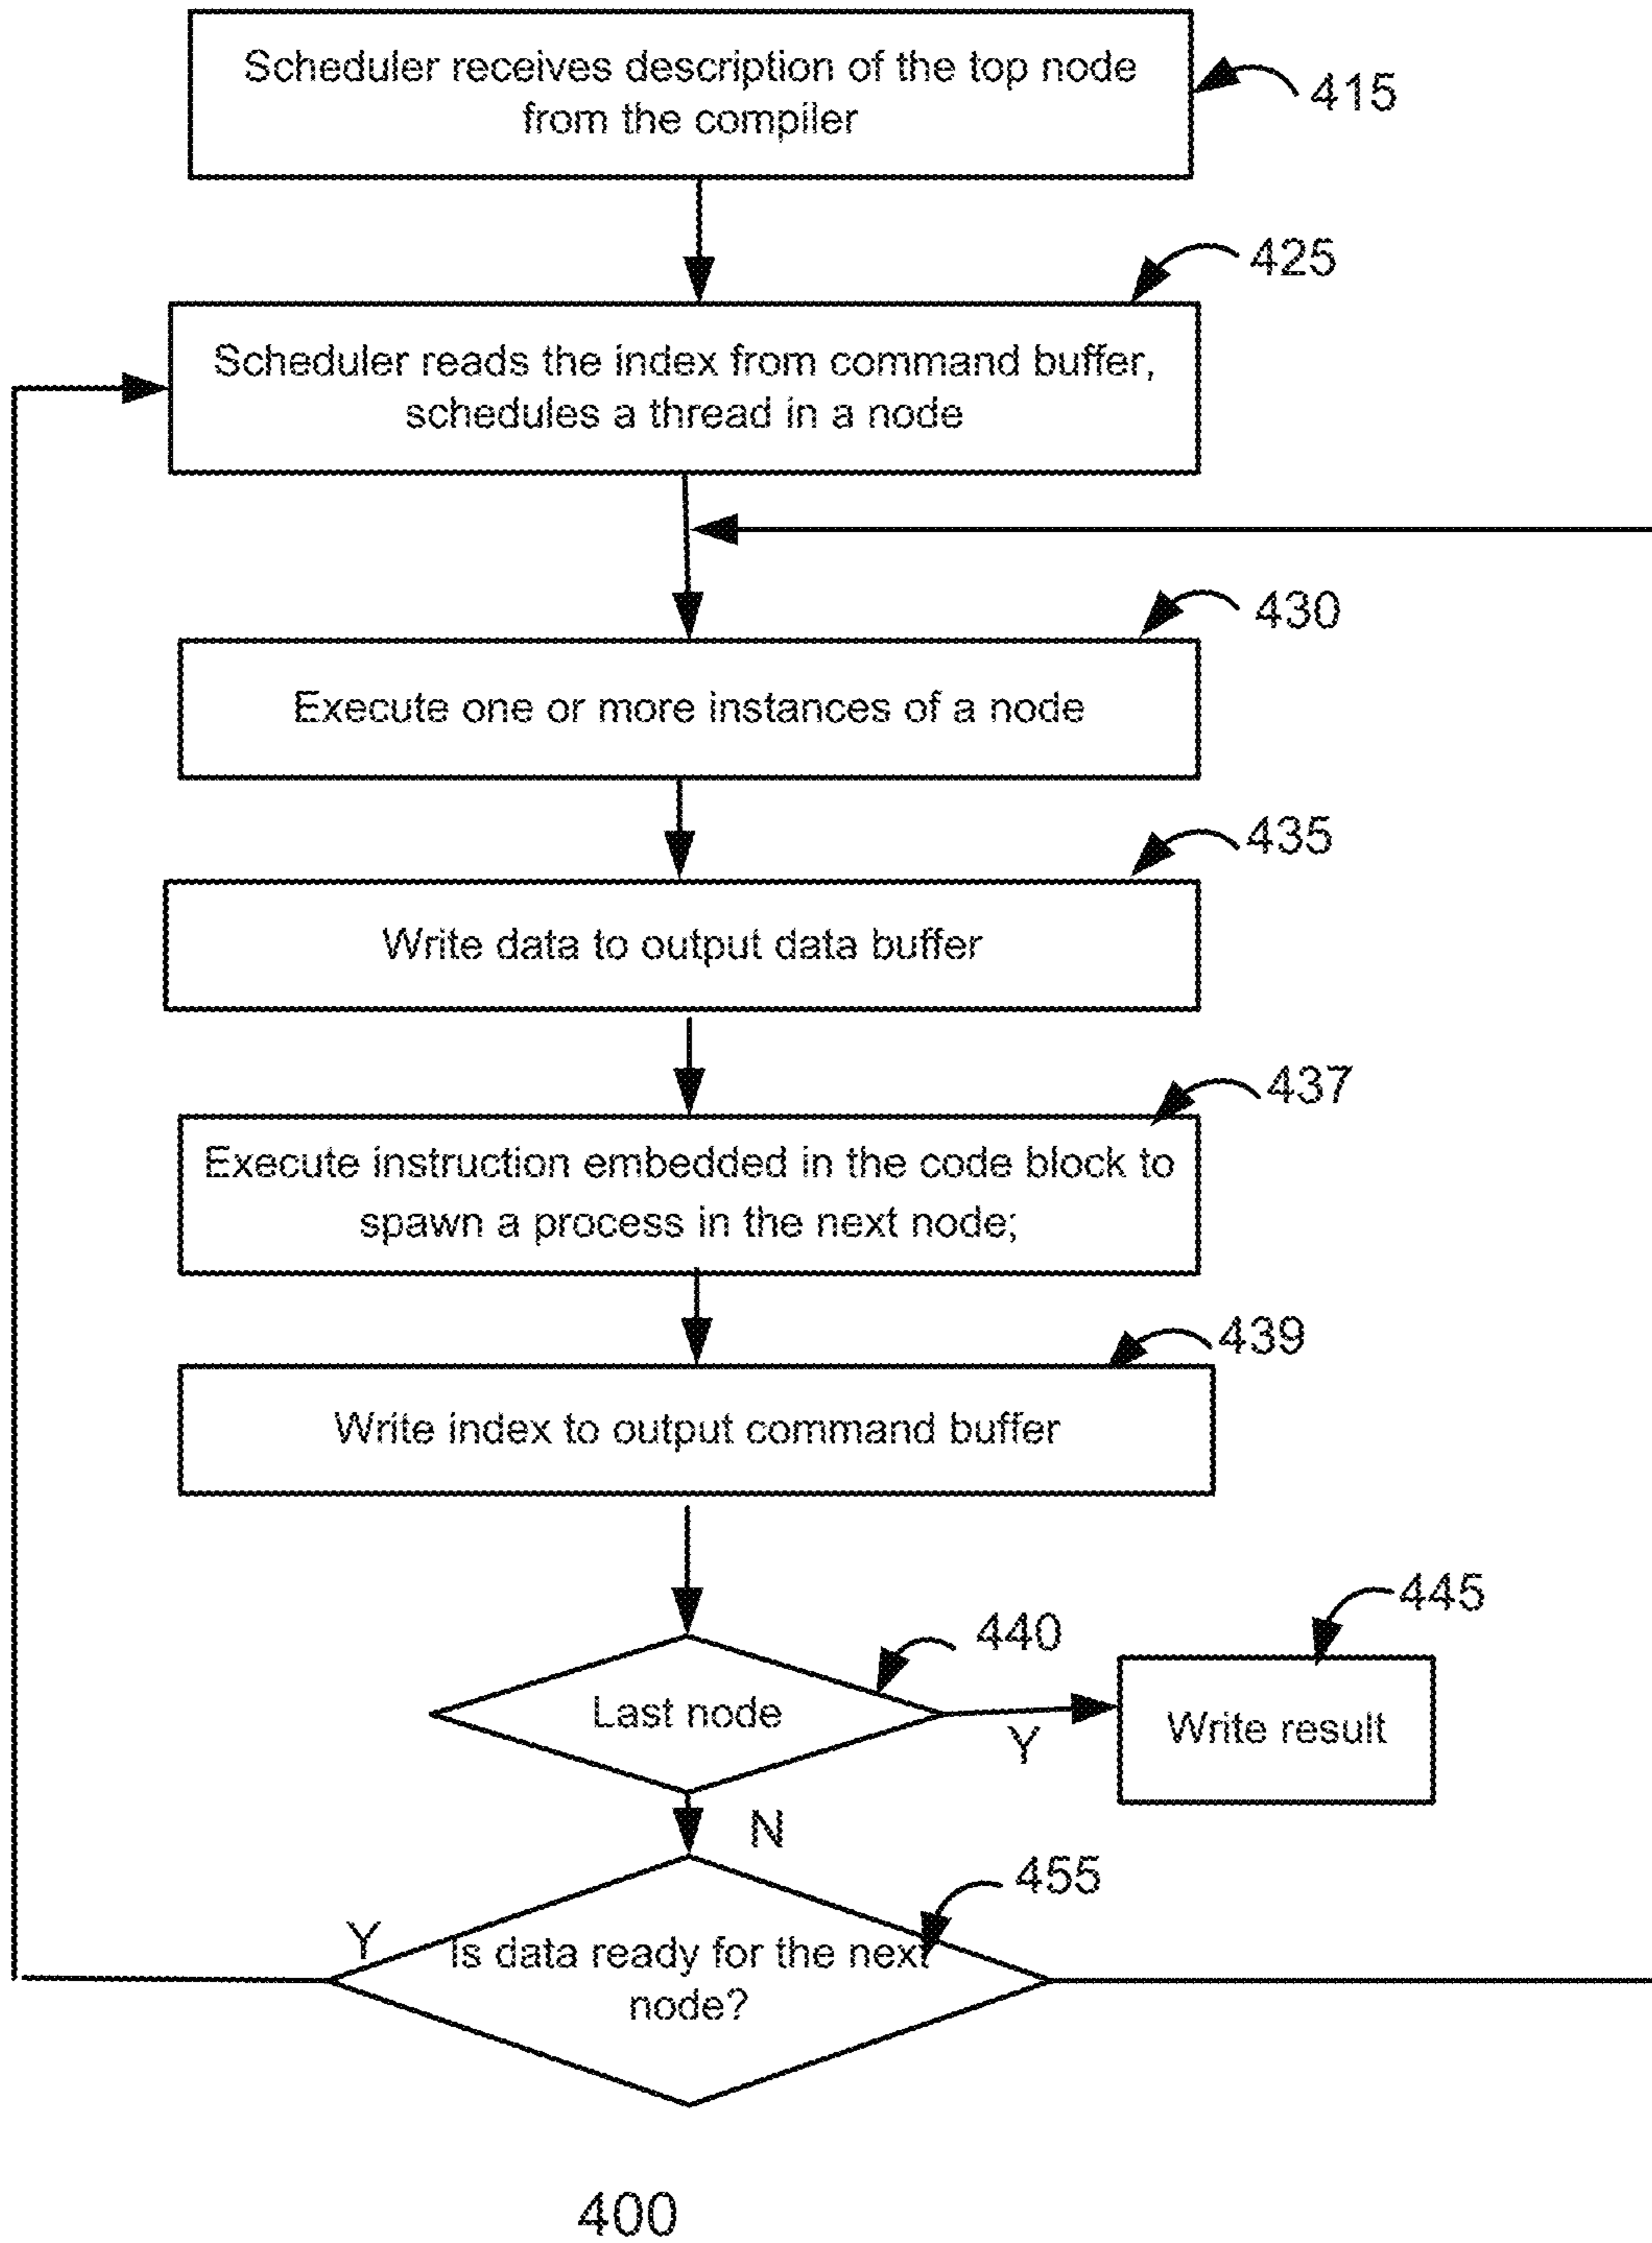 Scheduler receives description of the top node
from the compiler
415
425
Scheduler reads the index from command buffer,
schedules a thread in a node
430
Execute one or more instances of a node
435
Write data to output data buffer
437
Execute instruction embedded in the code block to
spawn a process in the next node;
439
Write index to output command buffer
440
445
Last node
Write result
Y
N
455
Y
Is data ready for the next
node?
400